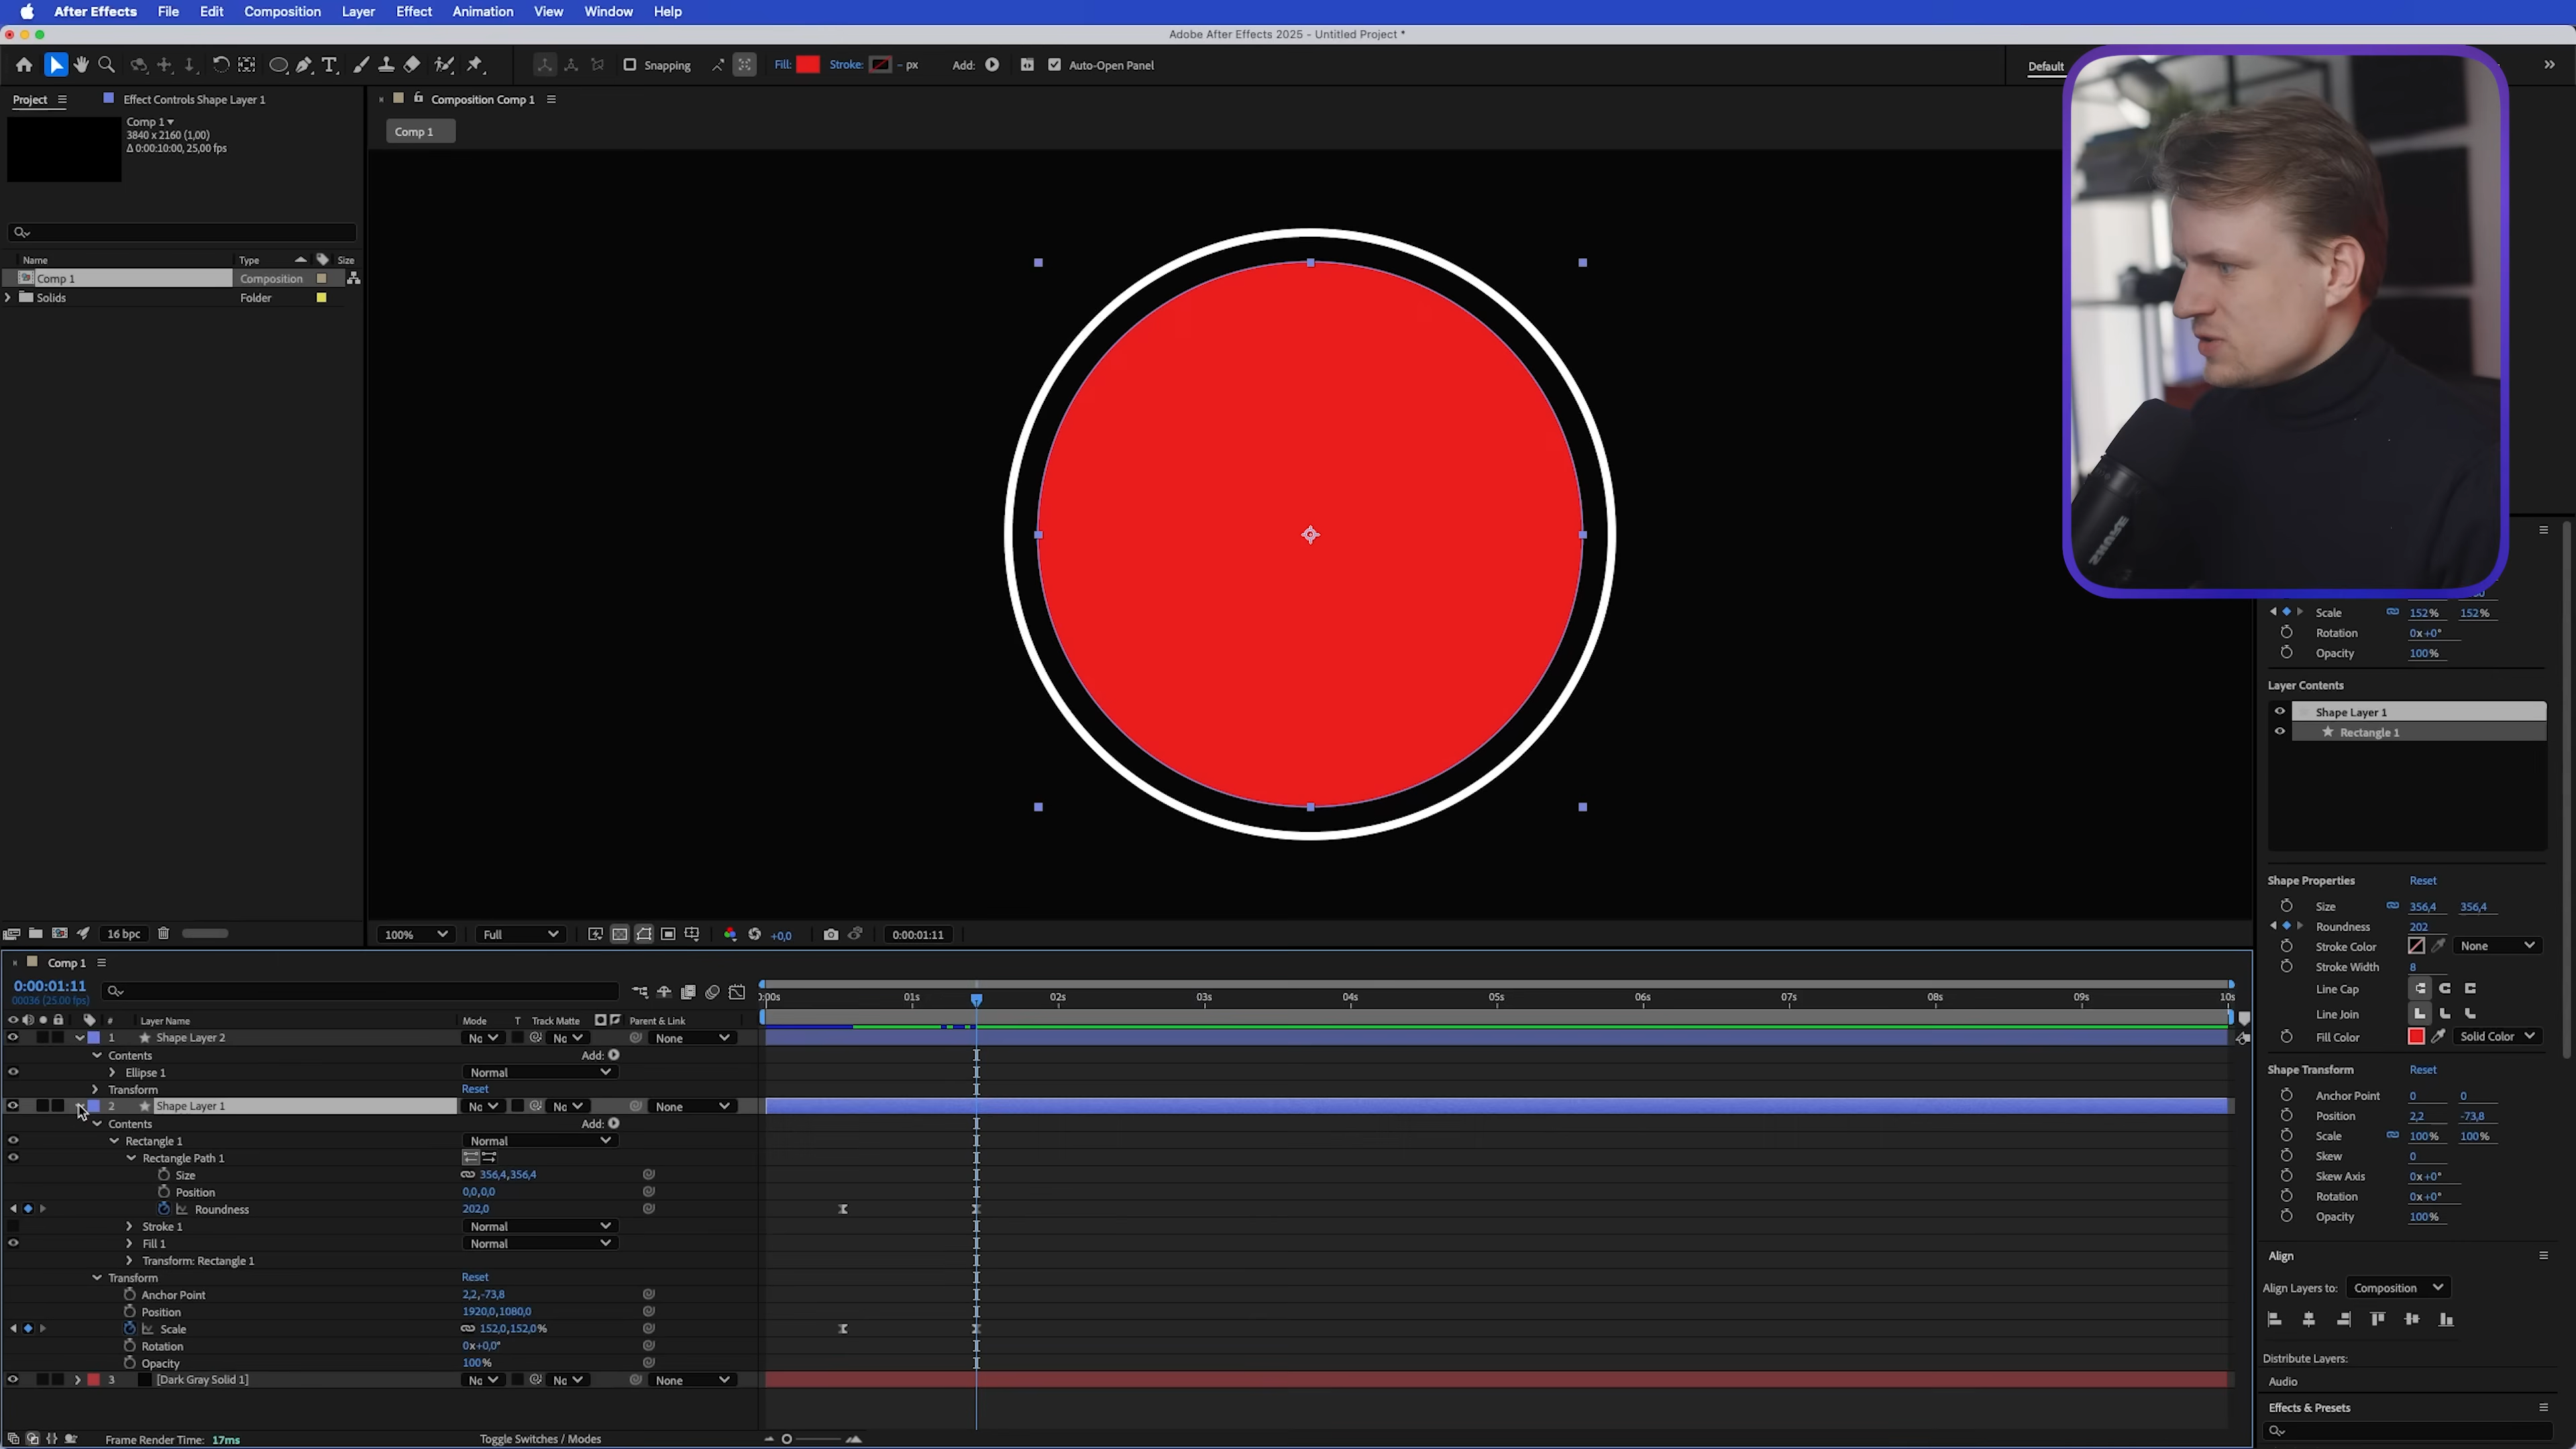 After Effects File Edit Composition Layer Effect Animation View Window Help
Adobe After Effects 2025 - Untitled Project *
Snapping Fill: Stroke: - px Add: Auto-Open Panel Default
Project Effect Controls Shape Layer 1
Composition Comp 1
Comp 1
3840 x 2160 (1,00)
Δ 0:00:10:00, 25,00 fps
Comp 1
Name Type Size
Comp 1 Composition
Solids Folder
16 bpc
100% Full +0,0 0:00:01:11
SHURE
Scale 152% 152%
Rotation 0x+0°
Opacity 100%
Layer Contents
Shape Layer 1
Rectangle 1
Shape Properties Reset
Size 356,4 356,4
Roundness 202
Stroke Color None
Stroke Width 8
Line Cap
Line Join
Fill Color Solid Color
Shape Transform Reset
Anchor Point 0 0
Position 2,2 -73,8
Scale 100% 100%
Skew 0
Skew Axis 0x+0°
Rotation 0x+0°
Opacity 100%
Align
Align Layers to: Composition
Distribute Layers:
Audio
Effects & Presets
Comp 1
0:00:01:11
00036 (25.00 fps)
:00s 01s 02s 03s 04s 05s 06s 07s 08s 09s 10s
# Layer Name Mode T Track Matte Parent & Link
1 Shape Layer 2 Nc Nc None
Contents Add:
Ellipse 1 Normal
Transform Reset
2 Shape Layer 1 Nc Nc None
Contents Add:
Rectangle 1 Normal
Rectangle Path 1
Size 356,4,356,4
Position 0,0,0,0
Roundness 202,0
Stroke 1 Normal
Fill 1 Normal
Transform: Rectangle 1
Transform Reset
Anchor Point 2,2,-73,8
Position 1920,0,1080,0
Scale 152,0,152,0%
Rotation 0x+0,0°
Opacity 100%
3 [Dark Gray Solid 1] Nc Nc None
Frame Render Time: 17ms Toggle Switches / Modes